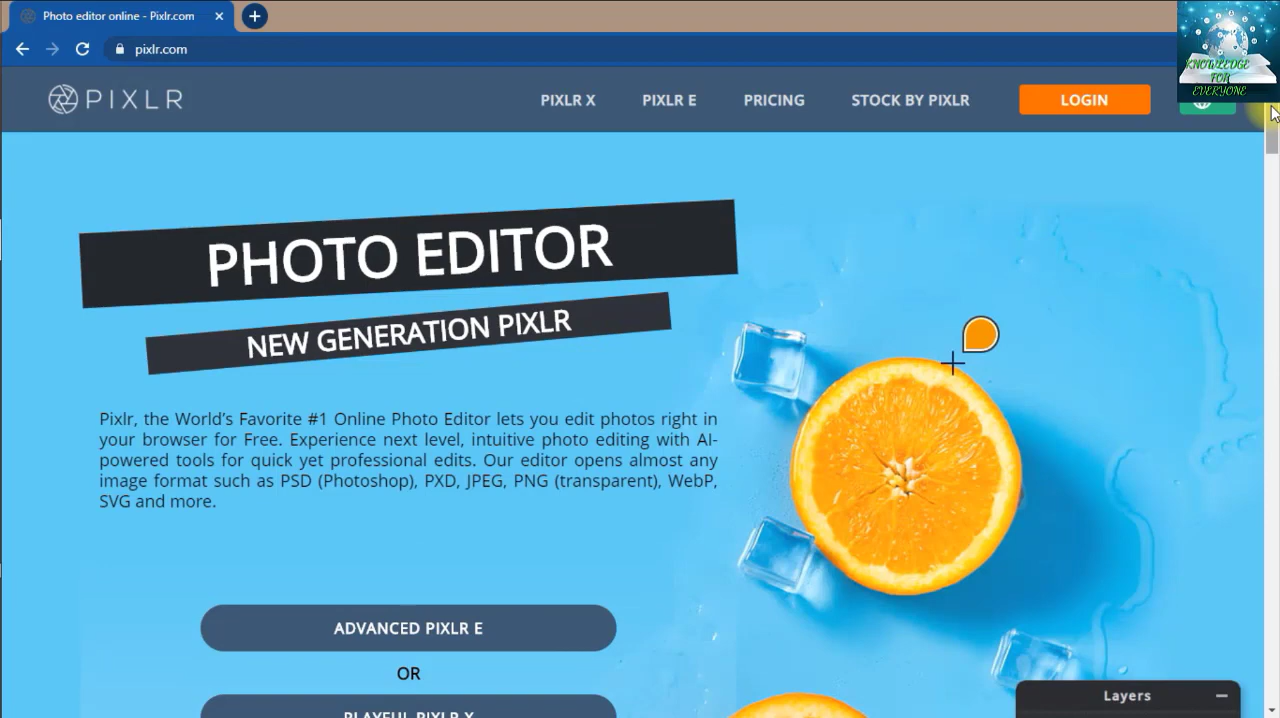 Photo editor online - Pixlr.com
pixlr.com
PIXLR
PIXLR X
PIXLR E
PRICING
STOCK BY PIXLR
LOGIN
KNOWLEDGE
FOR
EVERYONE
PHOTO EDITOR
NEW GENERATION PIXLR
Pixlr, the World's Favorite #1 Online Photo Editor lets you edit photos right in
your browser for Free. Experience next level, intuitive photo editing with AI-
powered tools for quick yet professional edits. Our editor opens almost any
image format such as PSD (Photoshop), PXD, JPEG, PNG (transparent), WebP,
SVG and more.
ADVANCED PIXLR E
OR
PLAYFUL PIXLR X
Layers